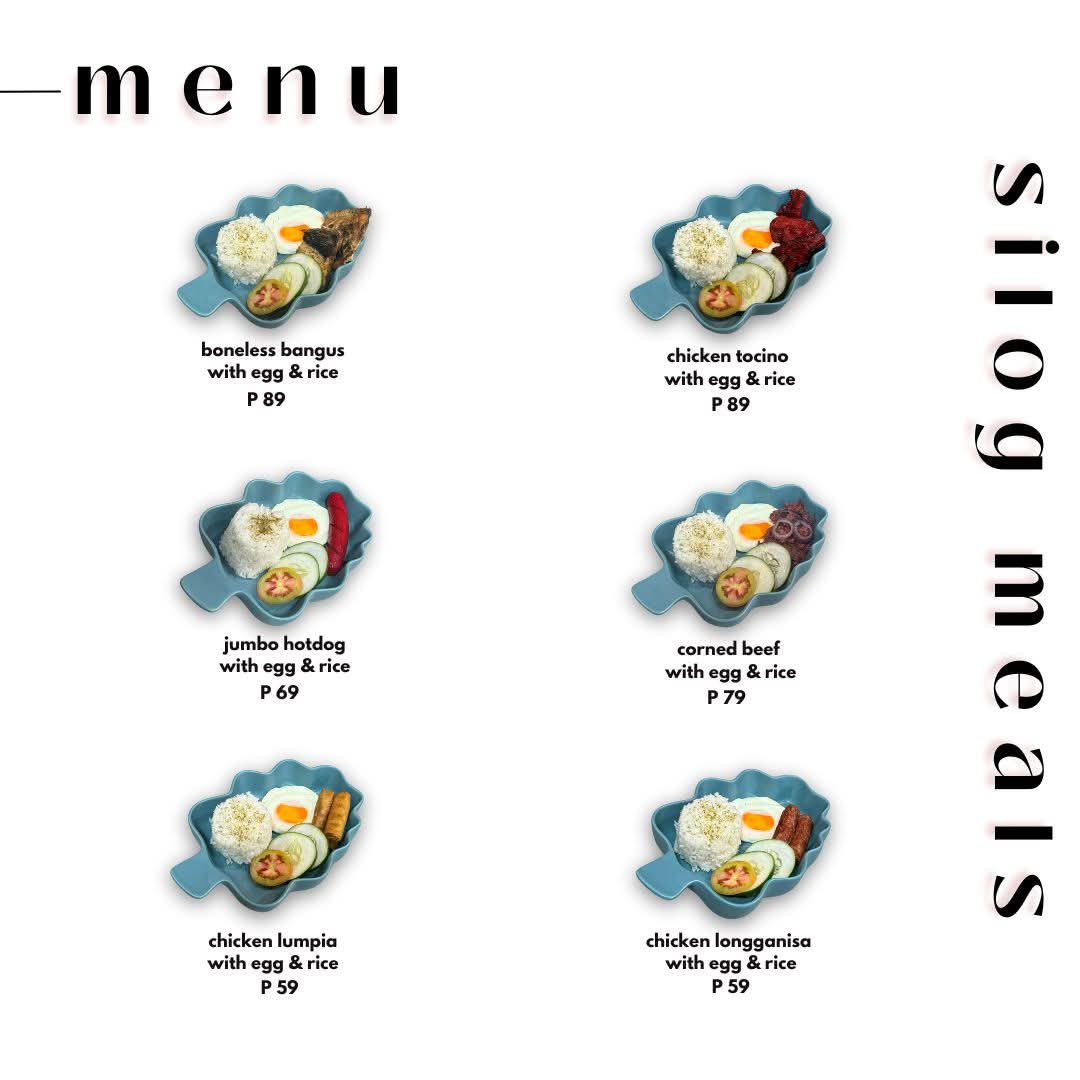 menu
boneless bangus
with egg & rice
P 89
chicken tocino
with egg & rice
P 89
jumbo hotdog
with egg & rice
P 69
corned beef
with egg & rice
P 79
chicken lumpia
with egg & rice
P 59
chicken longganisa
with egg & rice
P 59
silog meals